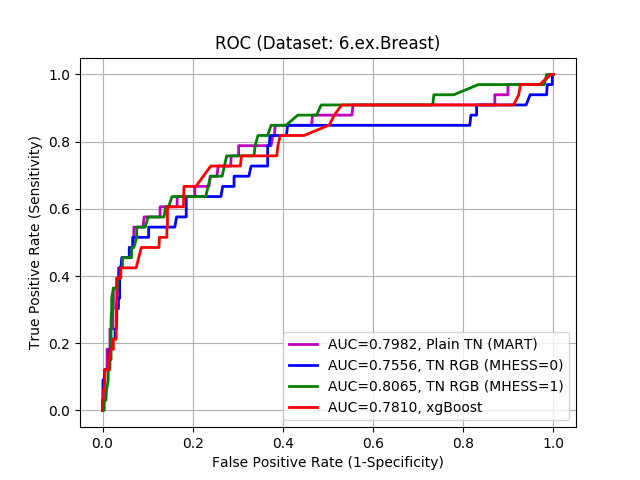 ROC (Dataset: 6.ex.Breast)
True Positive Rate (Sensitivity)
1.0
0.8
0.6
0.4
0.2
0.0
AUC=0.7982, Plain TN (MART)
AUC=0.7556, TN RGB (MHESS=0)
AUC=0.8065, TN RGB (MHESS=1)
AUC=0.7810, xgBoost
0.0 0.2 0.4 0.6 0.8 1.0
False Positive Rate (1-Specificity)